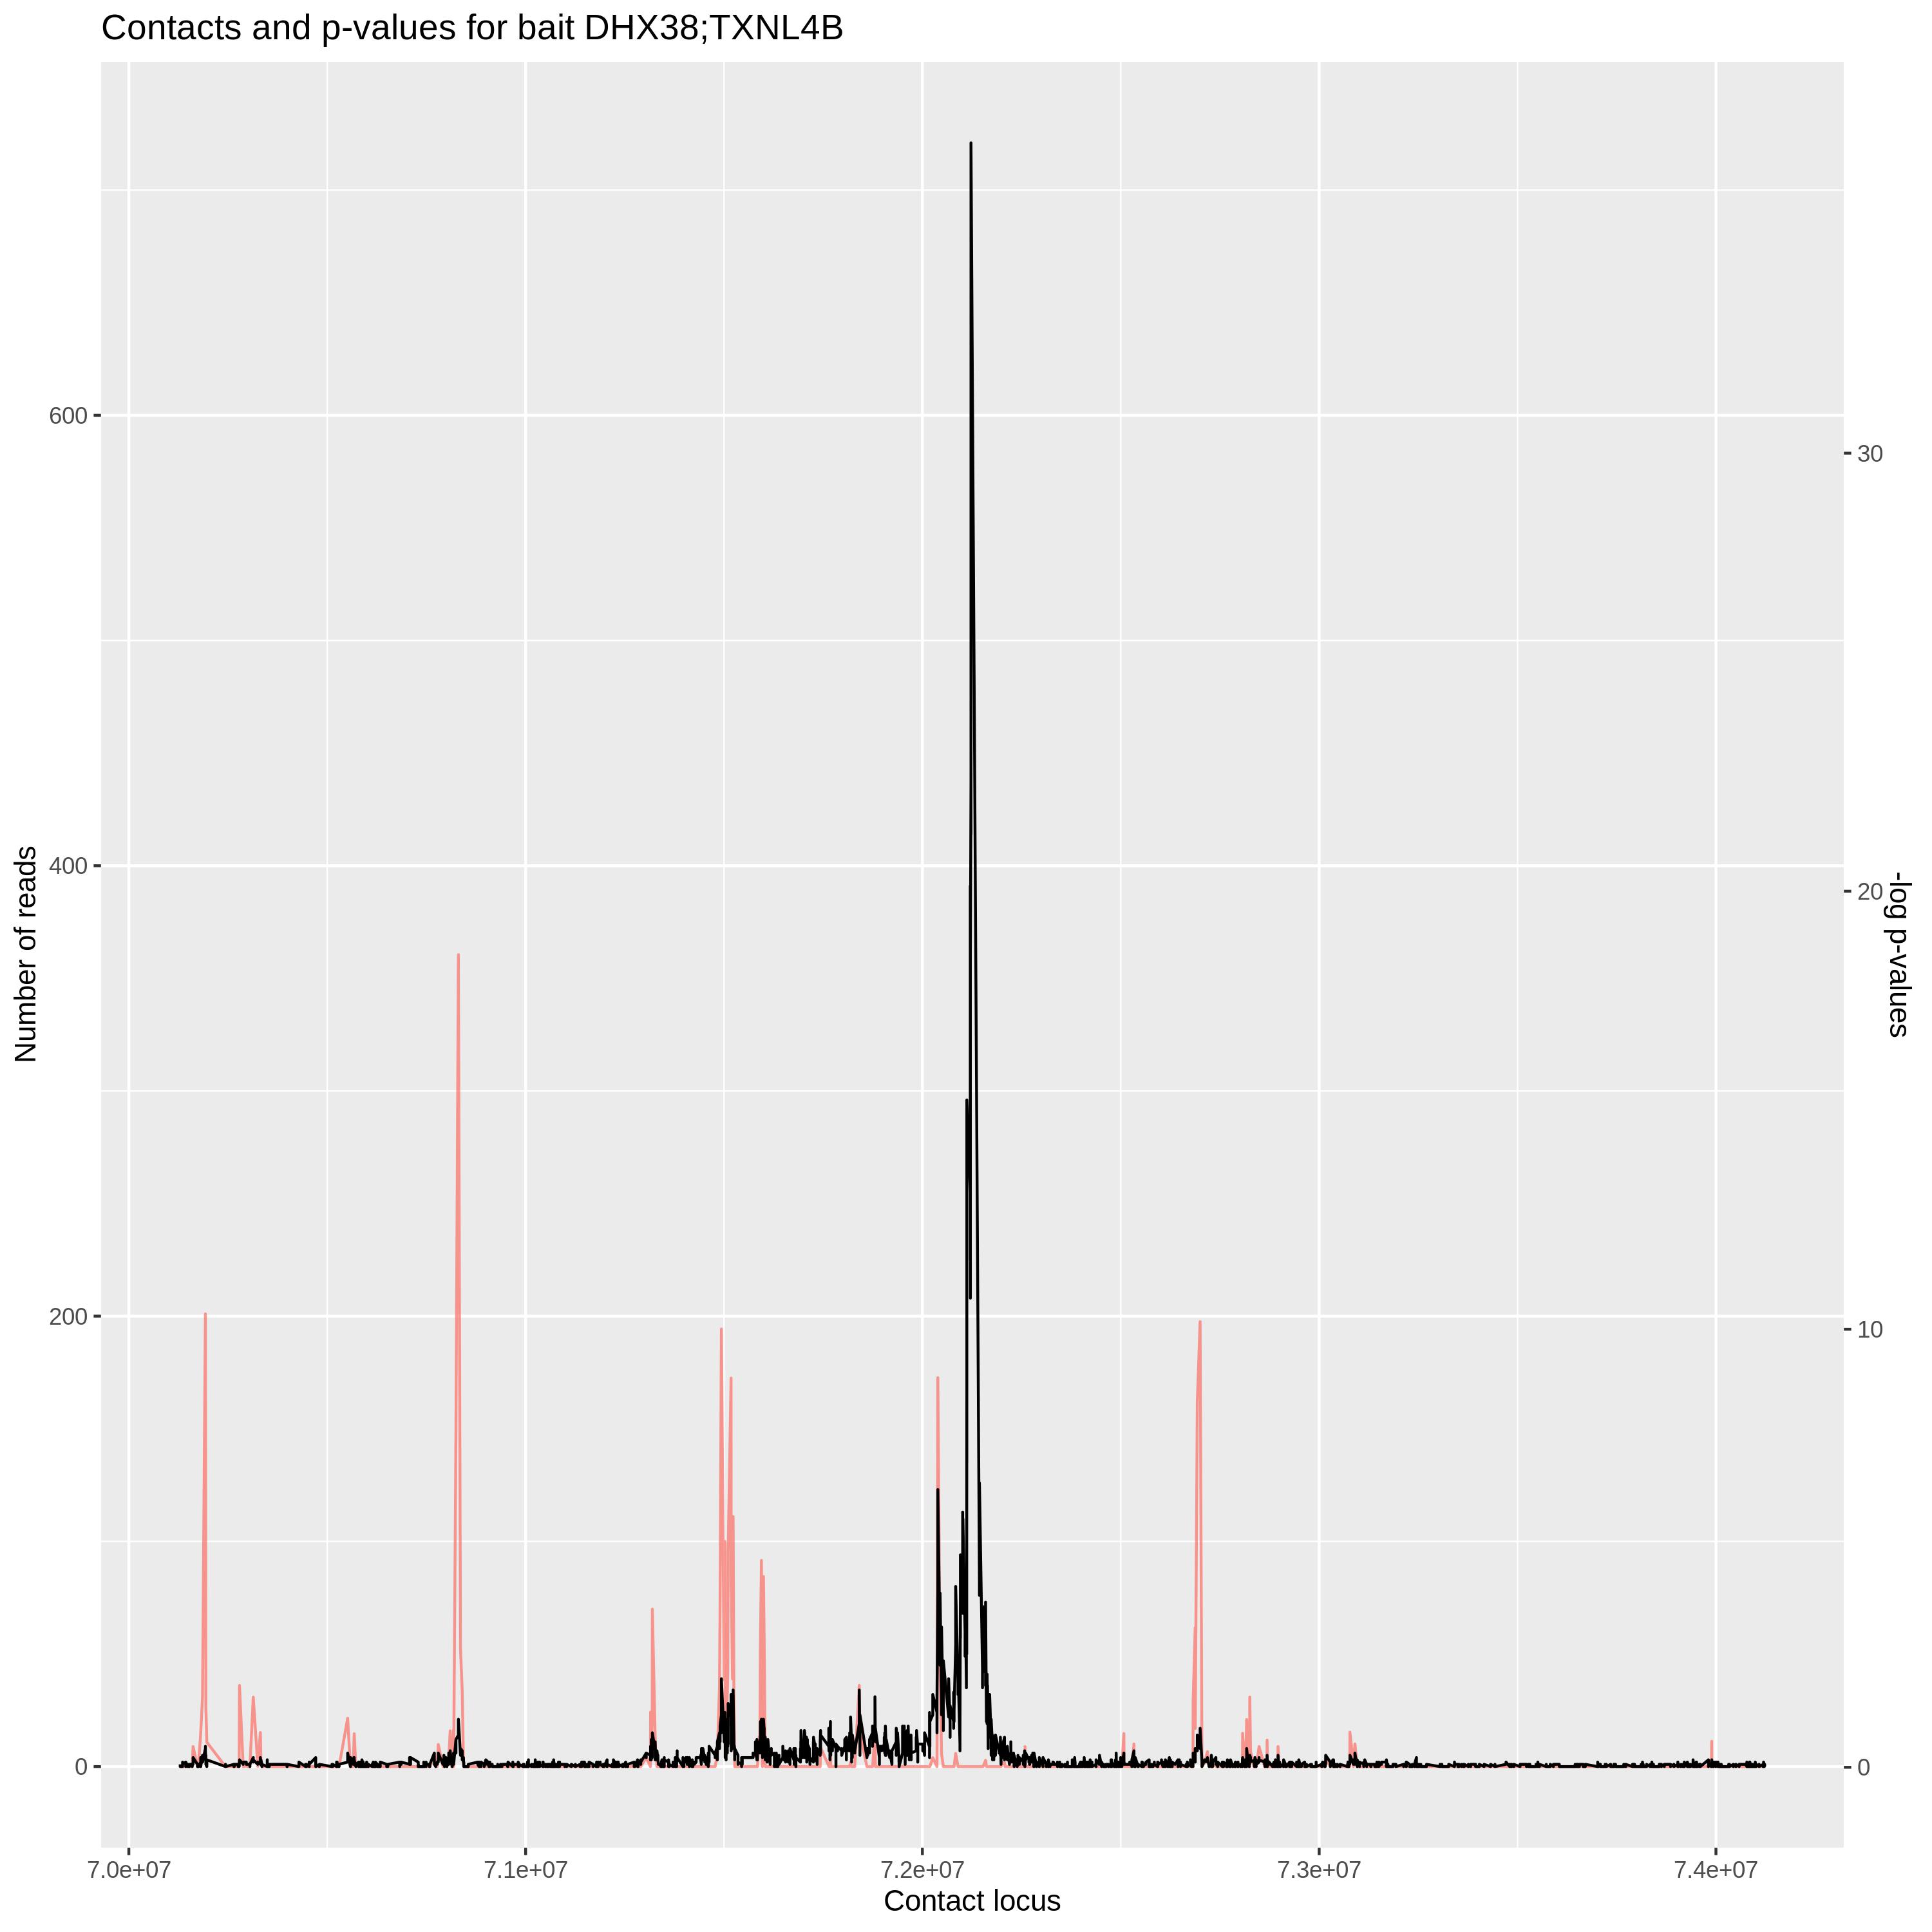 Contacts and p-values for bait DHX38;TXNL4B
Number of reads
600
400
200
0
30
20
10
0
-log p-values
7.0e+07 7.1e+07 7.2e+07 7.3e+07 7.4e+07
Contact locus